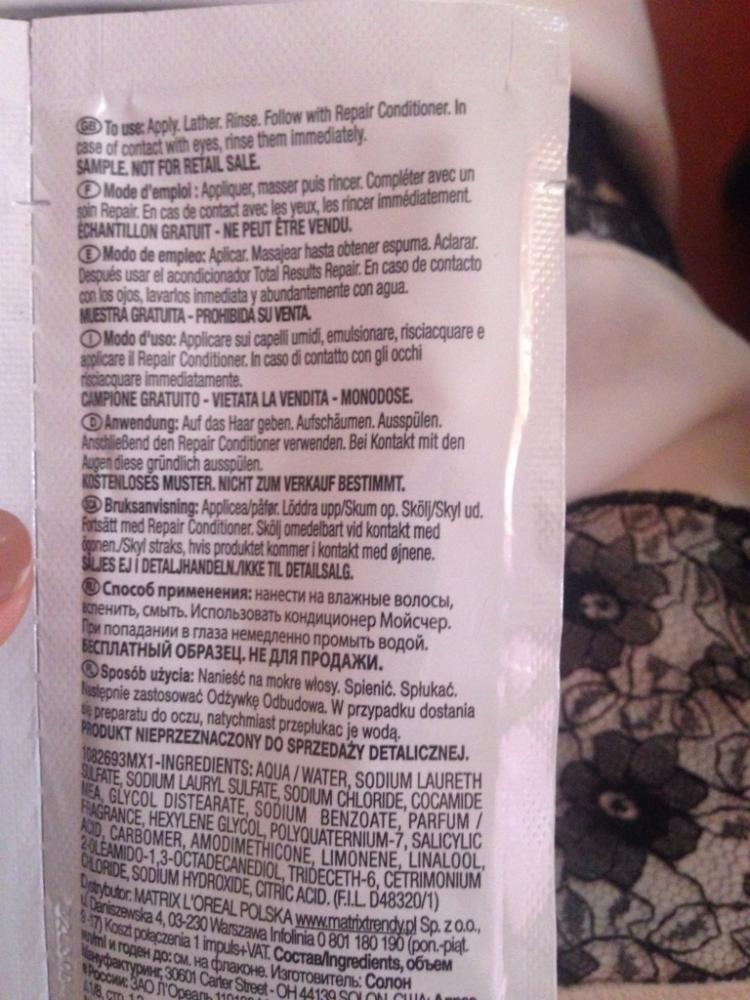 GB To use: Apply. Lather. Rinse. Follow with Repair Conditioner. In
case of contact with eyes, rinse them immediately.
SAMPLE. NOT FOR RETAIL SALE.
F Mode d'emploi : Appliquer, masser puis rincer. Compléter avec un
soin Repair. En cas de contact avec les yeux, les rincer immédiatement.
ÉCHANTILLON GRATUIT - NE PEUT ÊTRE VENDU.
E Modo de empleo: Aplicar. Masajear hasta obtener espuma. Aclarar.
Después usar el acondicionador Total Results Repair. En caso de contacto
con los ojos, lavarlos inmediata y abundantemente con agua.
MUESTRA GRATUITA - PROHIBIDA SU VENTA.
I Modo d'uso: Applicare sui capelli umidi, emulsionare, risciacquare e
applicare il Repair Conditioner. In caso di contatto con gli occhi
risciacquare immediatamente.
CAMPIONE GRATUITO - VIETATA LA VENDITA - MONODOSE.
D Anwendung: Auf das Haar geben. Aufschäumen. Ausspülen.
Anschließend den Repair Conditioner verwenden. Bei Kontakt mit den
Augen diese gründlich ausspülen.
KOSTENLOSES MUSTER. NICHT ZUM VERKAUF BESTIMMT.
Bruksanvisning: Applicea/påfør. Löddra upp/Skum op. Skölj/Skyl ud.
Fortsätt med Repair Conditioner. Skölj omedelbart vid kontakt med
ögonen./Skyl straks, hvis produktet kommer i kontakt med øjnene.
SÄLJES EJ I DETALJHANDELN./IKKE TIL DETAILSALG.
Способ применения: нанести на влажные волосы,
вспенить, смыть. Использовать кондиционер Мойсчер.
При попадании в глаза немедленно промыть водой.
БЕСПЛАТНЫЙ ОБРАЗЕЦ. НЕ ДЛЯ ПРОДАЖИ.
PL Sposób użycia: Nanieść na mokre włosy. Spienić. Spłukać.
Następnie zastosować Odżywkę Odbudowa. W przypadku dostania
się preparatu do oczu, natychmiast przepłukac je wodą.
PRODUKT NIEPRZEZNACZONY DO SPRZEDAŻY DETALICZNEJ.
1082693MX1-INGREDIENTS: AQUA / WATER, SODIUM LAURETH
SULFATE, SODIUM LAURYL SULFATE, SODIUM CHLORIDE, COCAMIDE
MEA, GLYCOL DISTEARATE, SODIUM BENZOATE, PARFUM /
FRAGRANCE, HEXYLENE GLYCOL, POLYQUATERNIUM-7, SALICYLIC
ACID, CARBOMER, AMODIMETHICONE, LIMONENE, LINALOOL,
2-OLEAMIDO-1,3-OCTADECANEDIOL, TRIDECETH-6, CETRIMONIUM
CHLORIDE, SODIUM HYDROXIDE, CITRIC ACID. (F.I.L. D48320/1)
Dystrybutor: MATRIX L'OREAL POLSKA www.matrixtrendy.pl Sp. z o.o.,
ul. Daniszewska 4, 03-230 Warszawa Infolinia 0 801 180 190 (pon.-piąt.
9-17) Koszt połączenia 1 impuls+VAT. Состав/Ingredients, объем
и годен до: см. на флаконе. Изготовитель: Солон
Мануфактуринг, 30601 Carter Street - OH 44139 SOLON,
в России: ЗАО Л'Ореаль